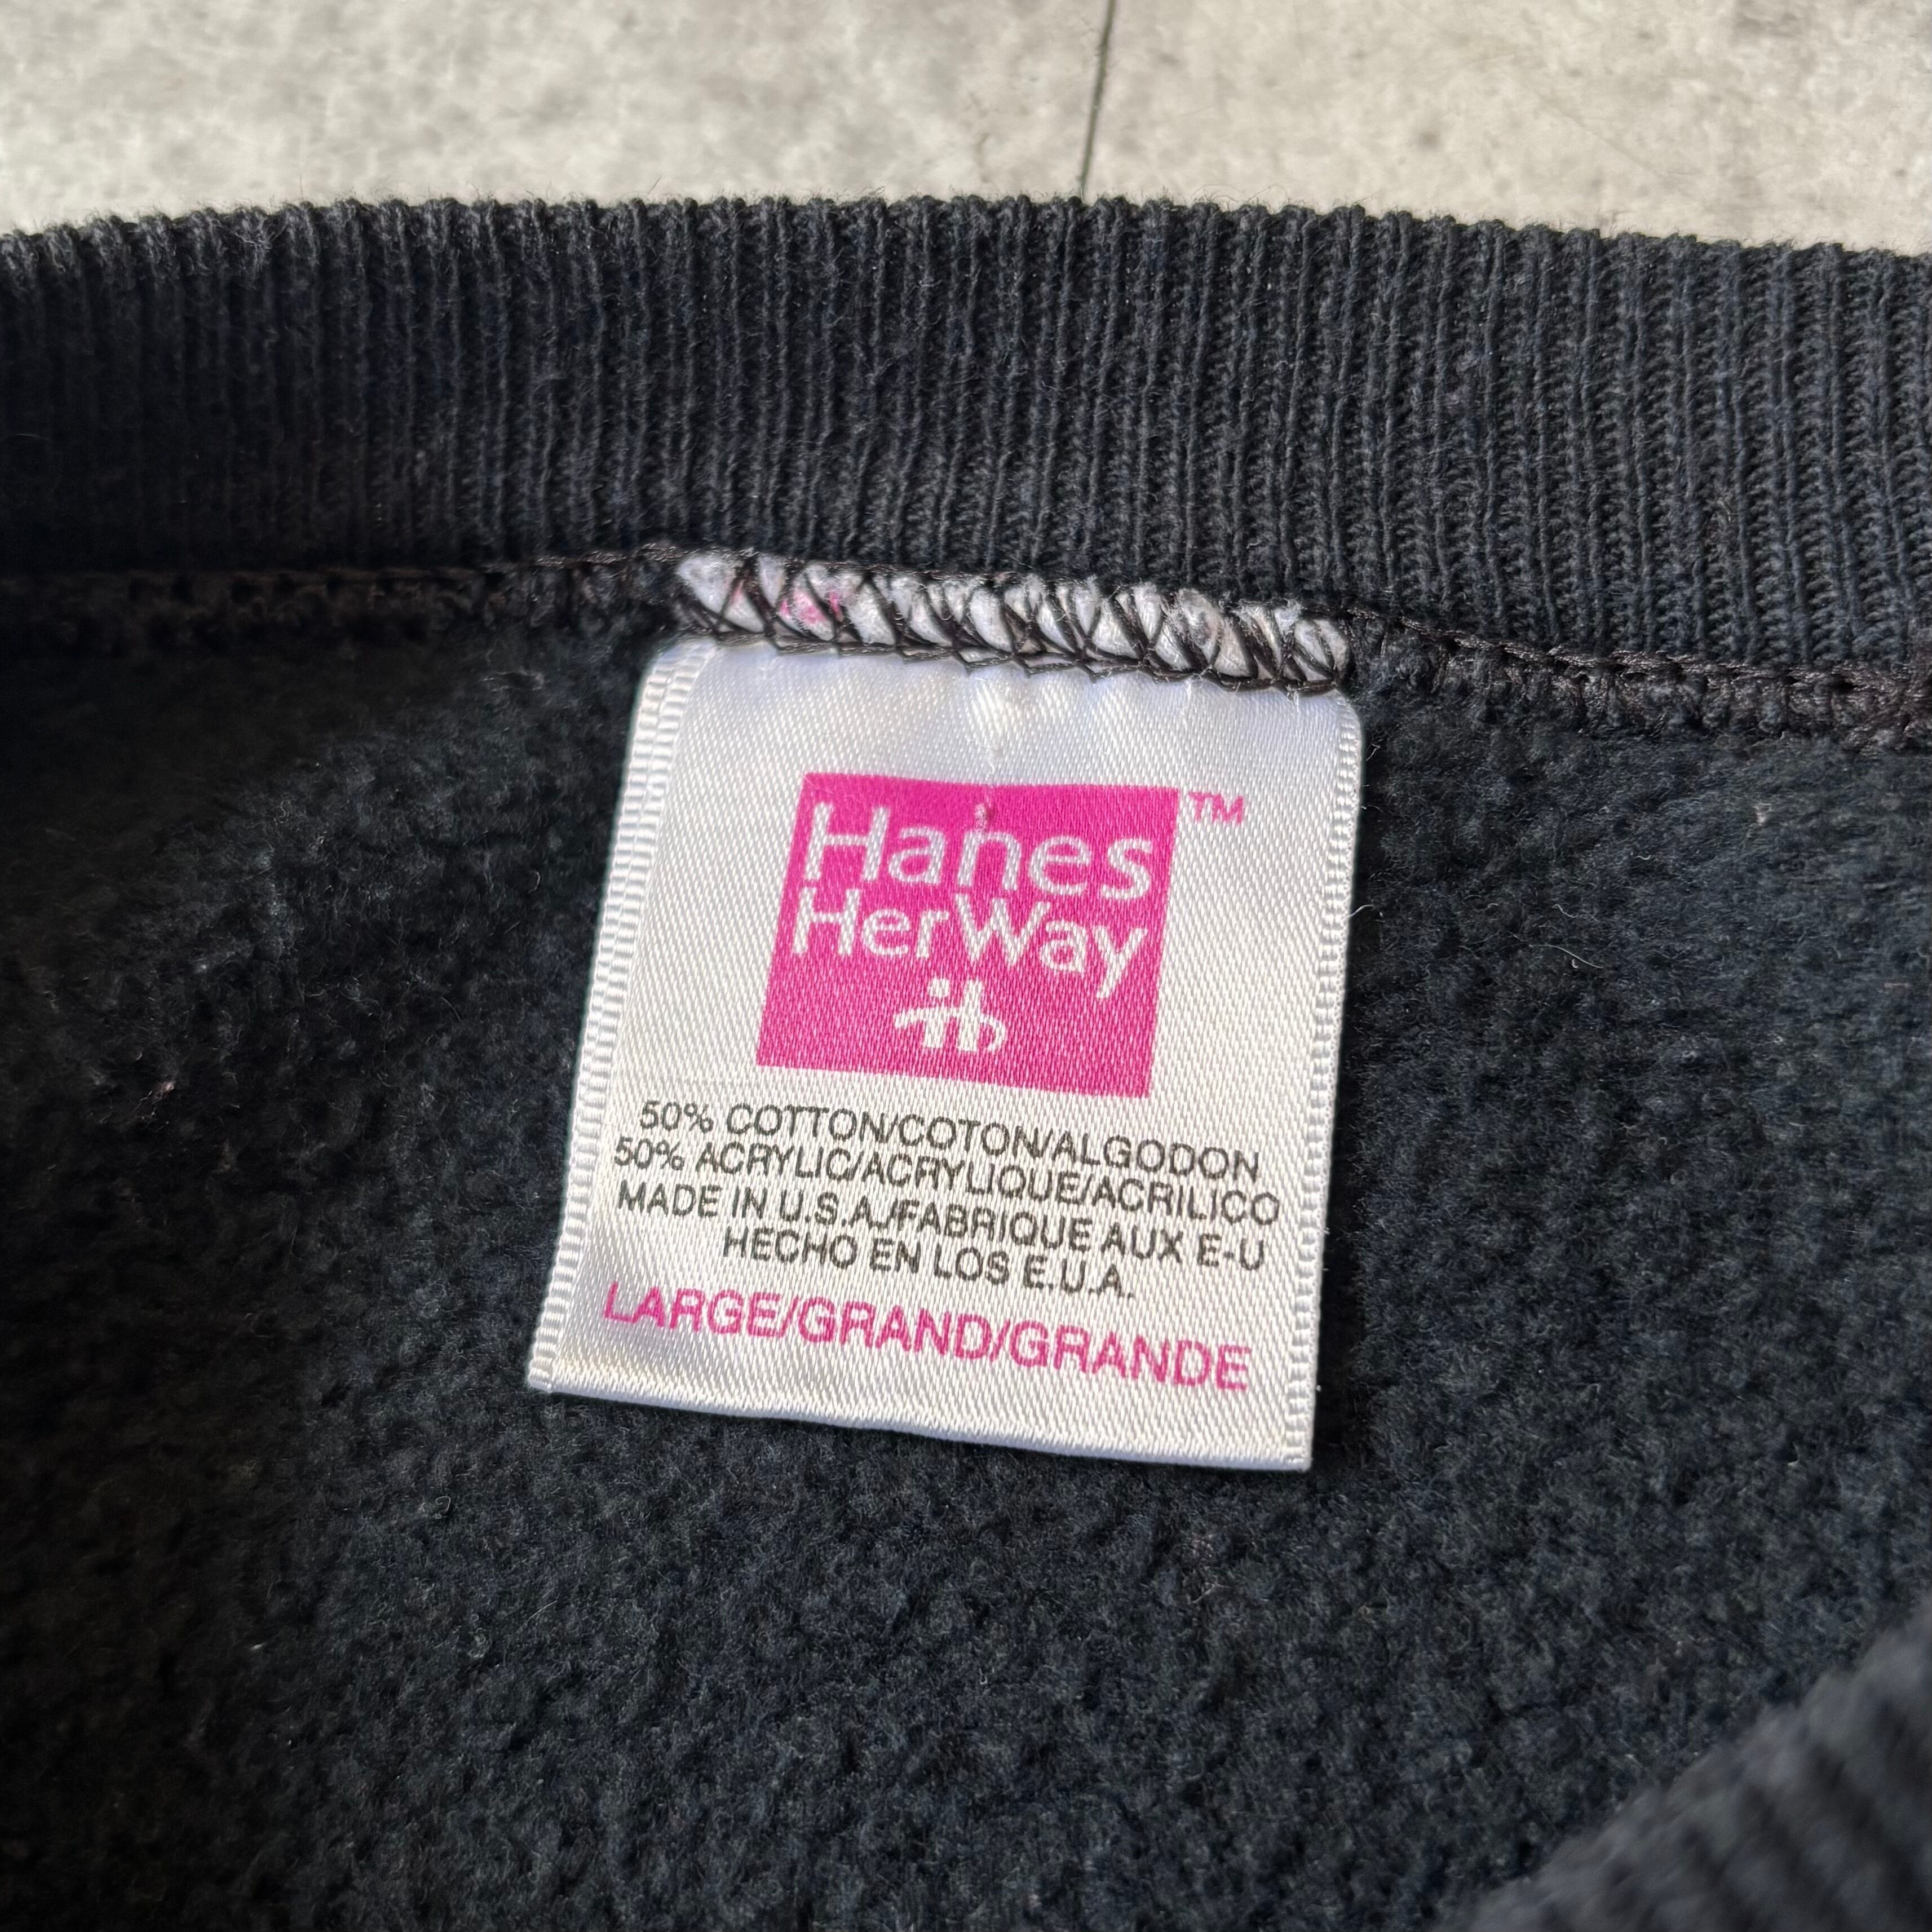 Hanes
HerWay
TM
50% COTTON/COTON/ALGODON
50% ACRYLIC/ACRYLIQUE/ACRILICO
MADE IN U.S.A./FABRIQUE AUX E-U
HECHO EN LOS E.U.A.
LARGE/GRAND/GRANDE